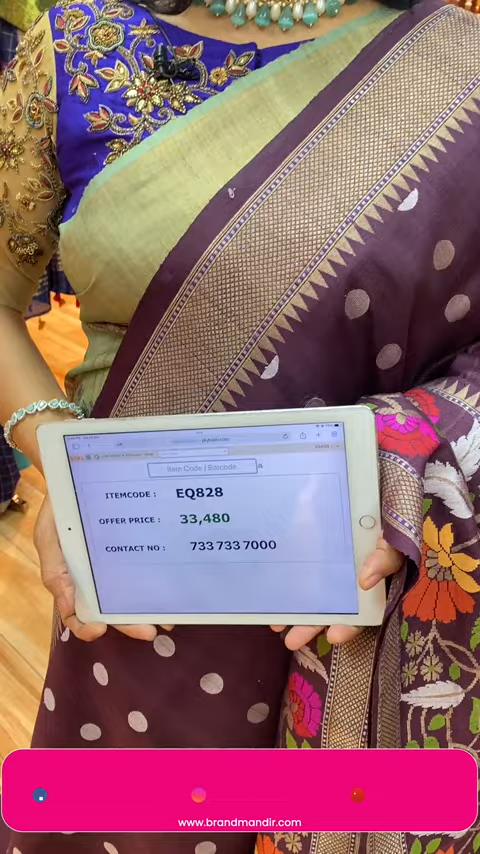 Item Code / Barcode
ITEMCODE : EQ828
OFFER PRICE : 33,480
CONTACT NO : 733 733 7000
www.brandmandir.com